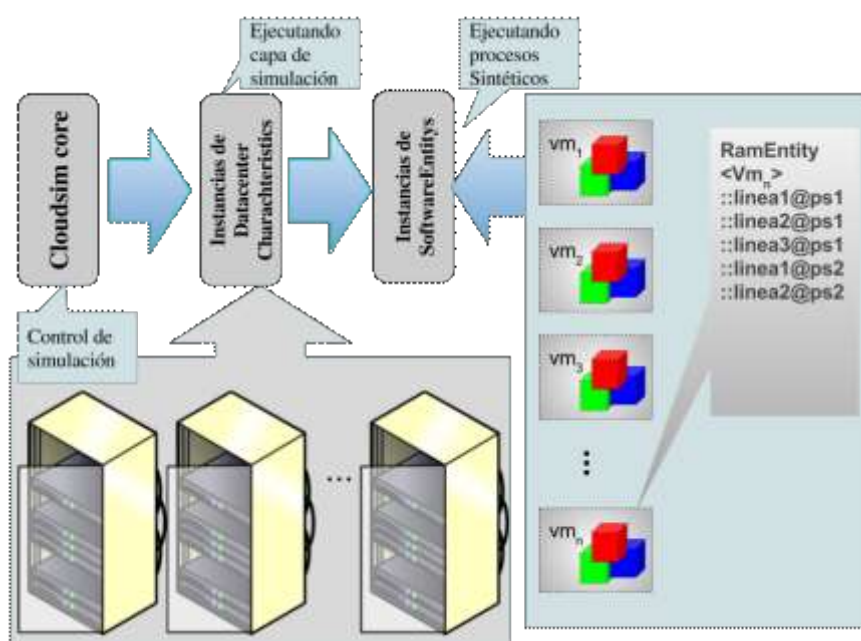 Ejecutando
capa de
simulación
Ejecutando
procesos
Sintéticos
Cloudsim core
Instancias de
Datacenter
Charachteristics
Instancias de
SoftwareEntitys
Control de
simulación
...
vm1
vm2
vm3
...
vmn
RamEntity
<Vmn>
::linea1@ps1
::linea2@ps1
::linea3@ps1
::linea1@ps2
::linea2@ps2